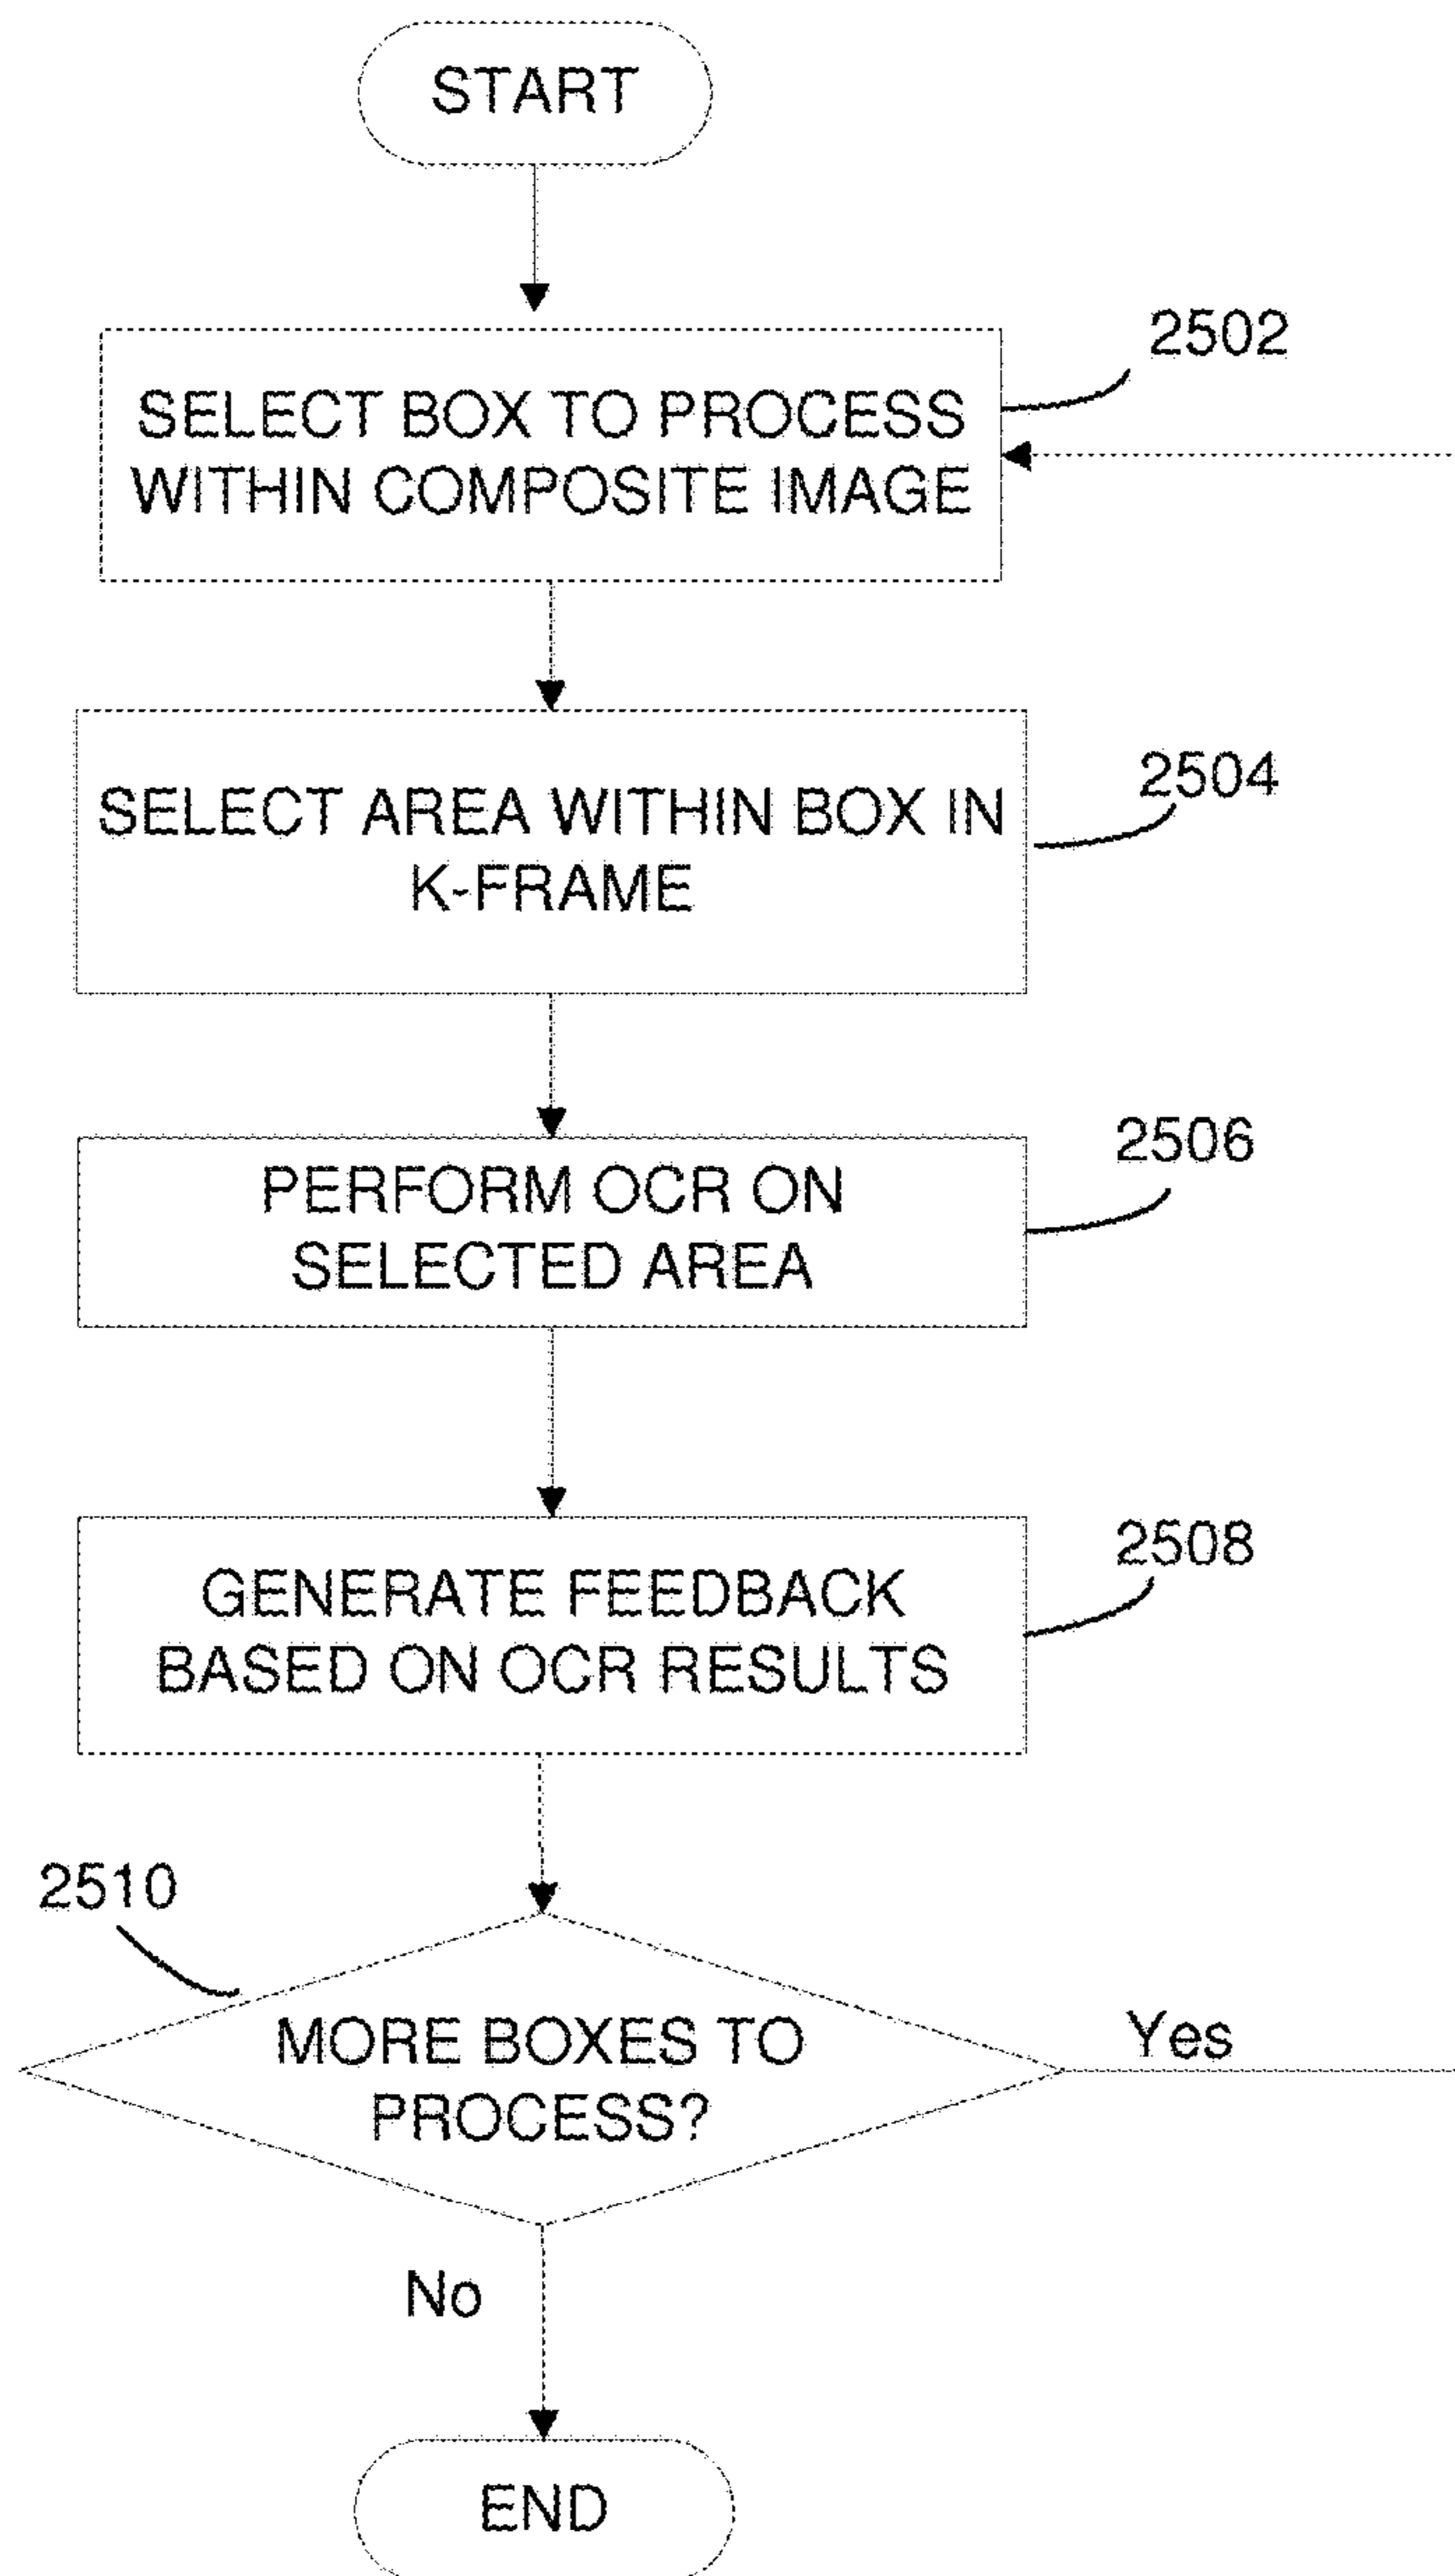 START
2502
SELECT BOX TO PROCESS
WITHIN COMPOSITE IMAGE
2504
SELECT AREA WITHIN BOX IN
K-FRAME
2506
PERFORM OCR ON
SELECTED AREA
2508
GENERATE FEEDBACK
BASED ON OCR RESULTS
2510
MORE BOXES TO
PROCESS?
Yes
No
END